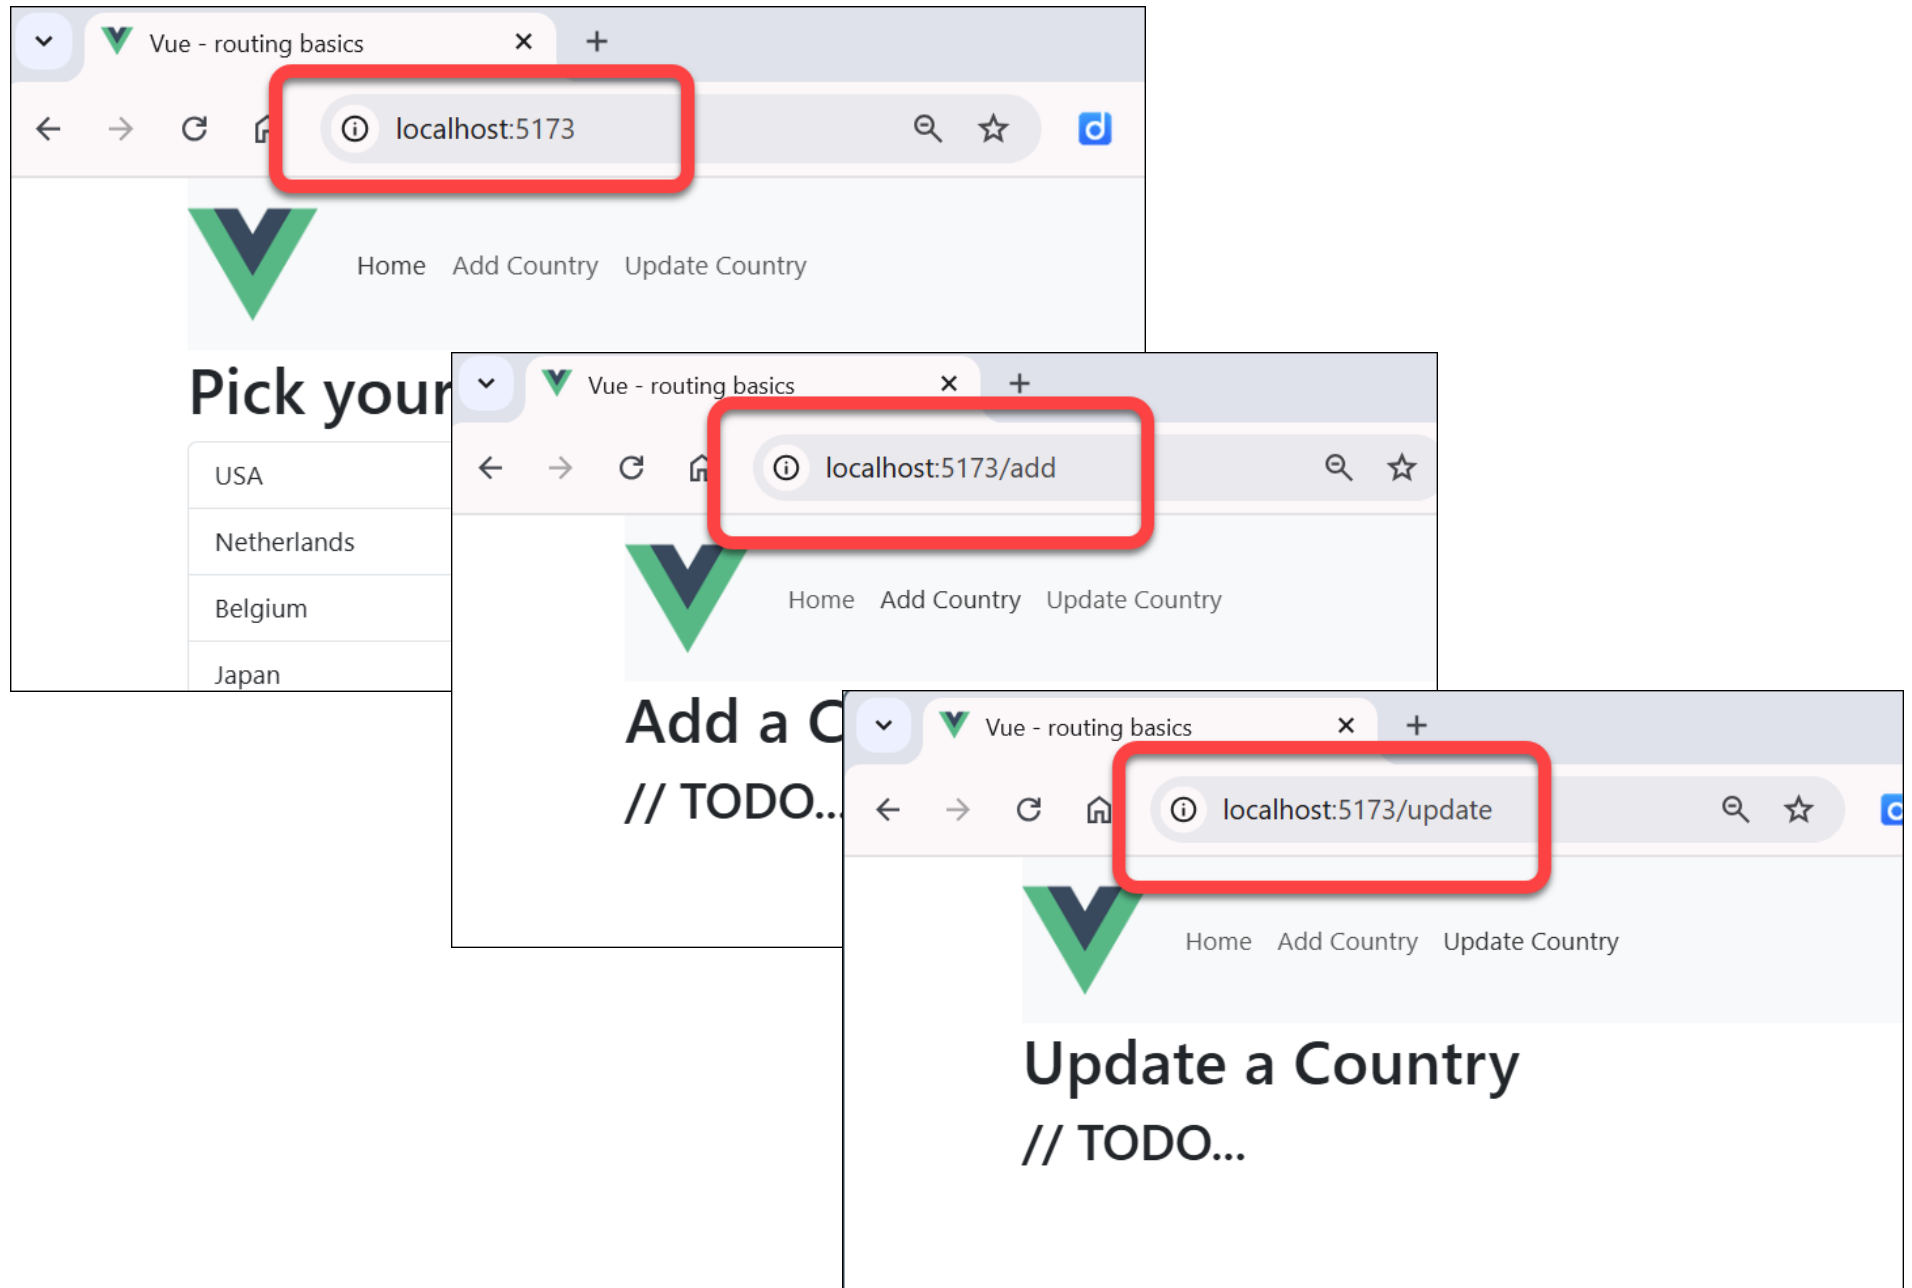 Vue - routing basics
localhost:5173
Home Add Country Update Country
Pick your
USA
Netherlands
Belgium
Japan
Vue - routing basics
localhost:5173/add
Home Add Country Update Country
Add a C
// TODO...
Vue - routing basics
localhost:5173/update
Home Add Country Update Country
Update a Country
// TODO...